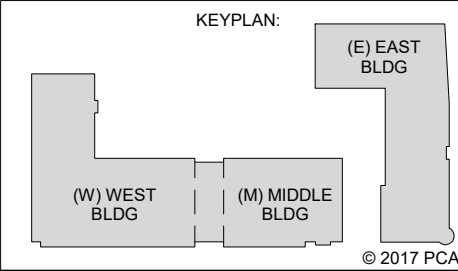 KEYPLAN:
(E) EAST
BLDG
(W) WEST
BLDG
(M) MIDDLE
BLDG
© 2017 PCA